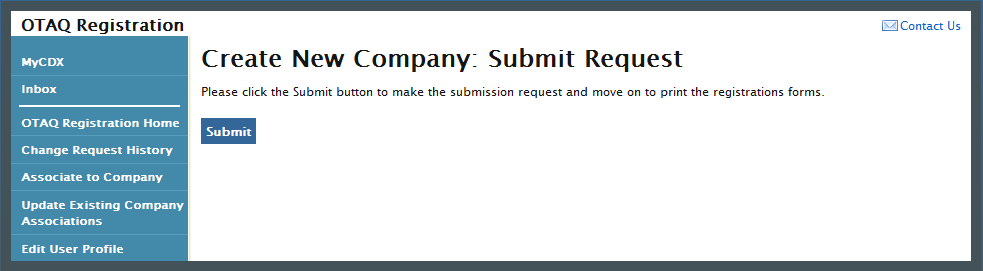 OTAQ Registration
Contact Us
MyCDX
Inbox
OTAQ Registration Home
Change Request History
Associate to Company
Update Existing Company
Associations
Edit User Profile
Create New Company: Submit Request
Please click the Submit button to make the submission request and move on to print the registrations forms.
Submit